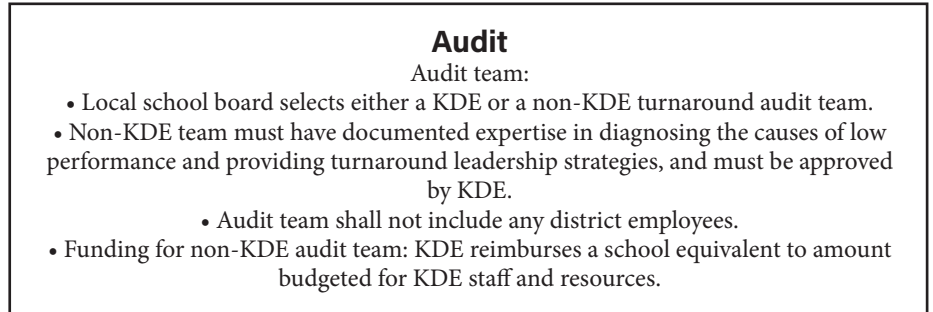 Audit
Audit team:
• Local school board selects either a KDE or a non-KDE turnaround audit team.
• Non-KDE team must have documented expertise in diagnosing the causes of low
performance and providing turnaround leadership strategies, and must be approved
by KDE.
• Audit team shall not include any district employees.
• Funding for non-KDE audit team: KDE reimburses a school equivalent to amount
budgeted for KDE staff and resources.